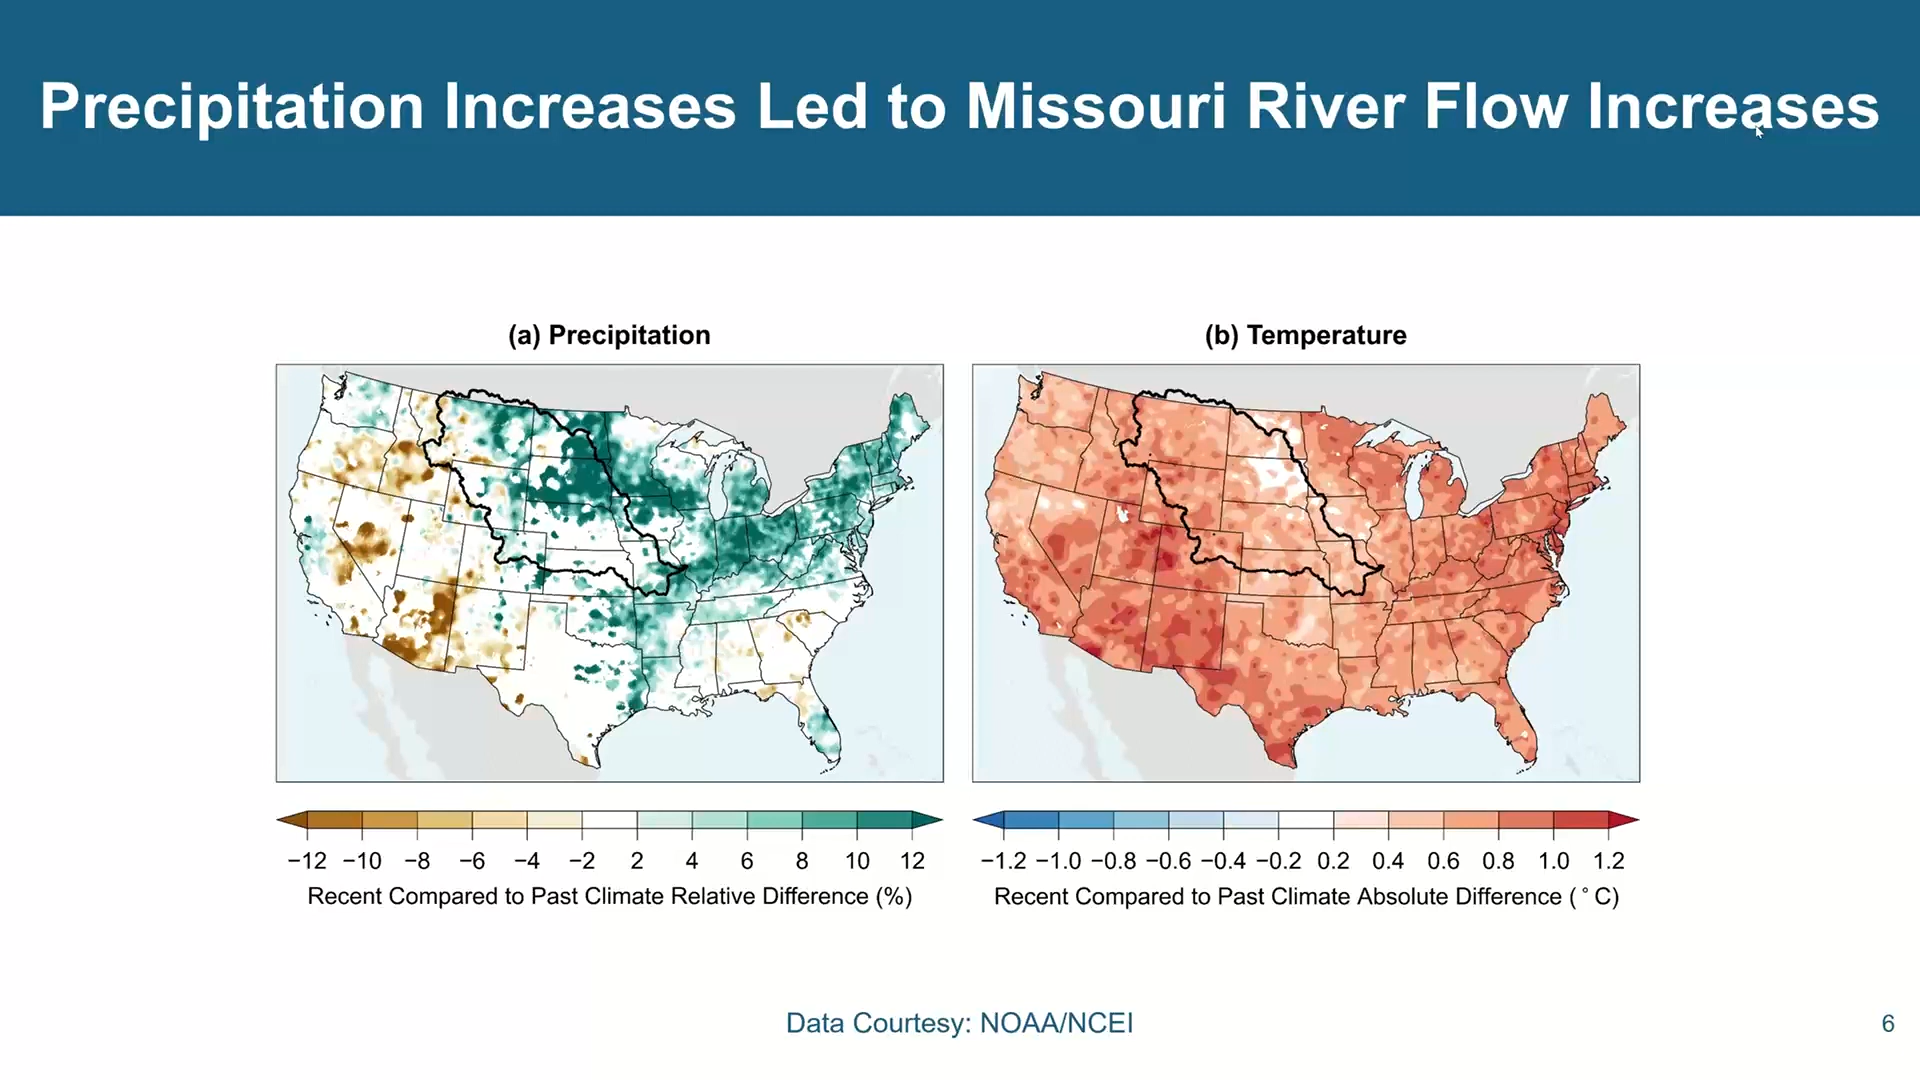 Precipitation Increases Led to Missouri River Flow Increases
(a) Precipitation
(b) Temperature
−12 −10 −8 −6 −4 −2 2 4 6 8 10 12
Recent Compared to Past Climate Relative Difference (%)
−1.2 −1.0 −0.8 −0.6 −0.4 −0.2 0.2 0.4 0.6 0.8 1.0 1.2
Recent Compared to Past Climate Absolute Difference (°C)
Data Courtesy: NOAA/NCEI
6